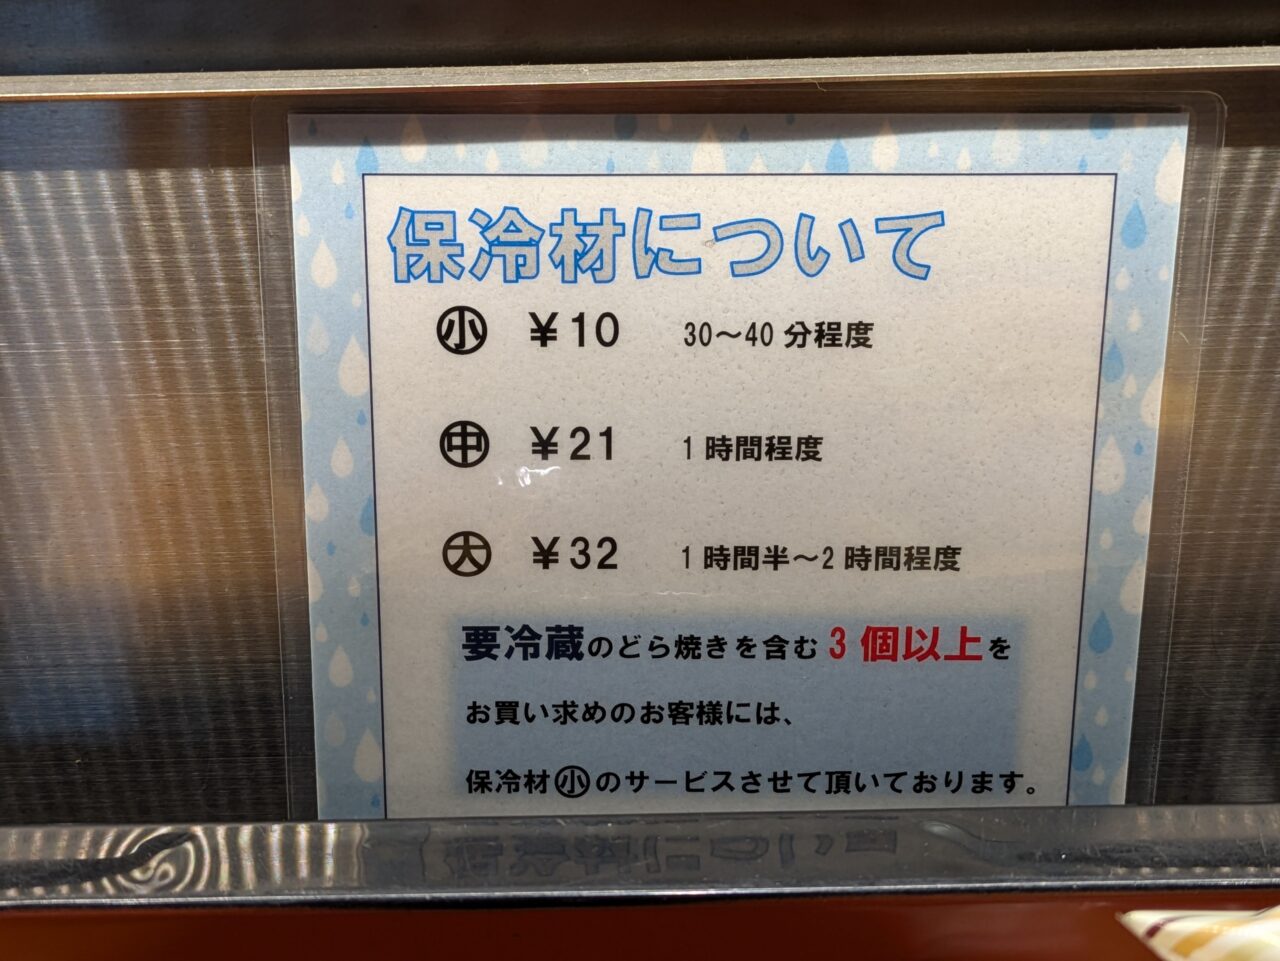 保冷材について
㊙小 ￥10 30～40 分程度
㊥ ￥21 1 時間程度
大 ￥32 1 時間半～2 時間程度
要冷蔵のどら焼きを含む 3 個以上を
お買い求めのお客様には、
保冷材小のサービスさせて頂いております。